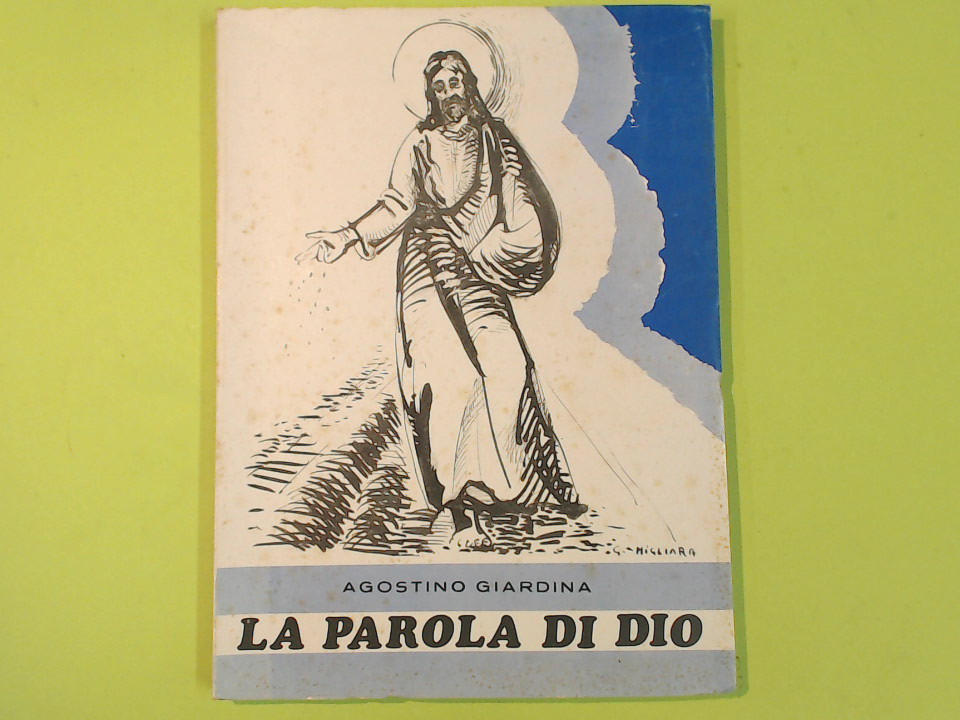 G. MIGLIARA
AGOSTINO GIARDINA
LA PAROLA DI DIO